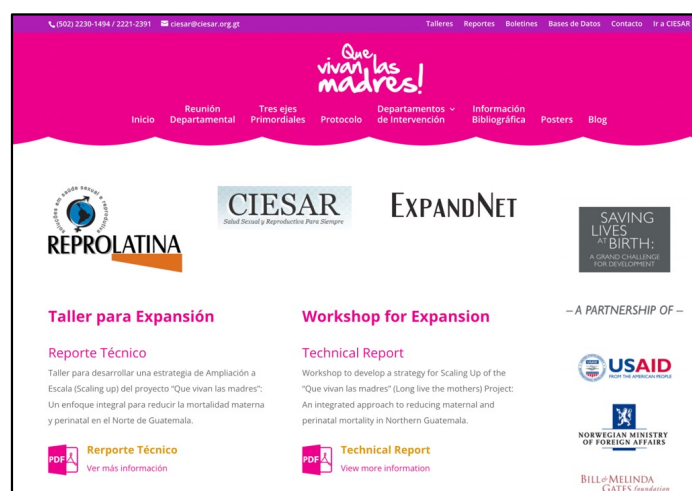 (502) 2230-1494 / 2221-2391 ciesar@ciesar.org.gt Talleres Reportes Boletines Bases de Datos Contacto Ir a CIESAR
Que
vivan las
madres!
Inicio Reunión Departamental Tres ejes Primordiales Protocolo Departamentos de Intervención Información Bibliográfica Posters Blog
soluções em saúde sexual e reprodutiva
REPROLATINA
CIESAR
Salud Sexual y Reproductiva Para Siempre
EXPANDNET
SAVING
LIVES
AT BIRTH:
A GRAND CHALLENGE
FOR DEVELOPMENT
– A PARTNERSHIP OF –
USAID
FROM THE AMERICAN PEOPLE
NORWEGIAN MINISTRY
OF FOREIGN AFFAIRS
BILL & MELINDA
GATES foundation
Taller para Expansión
Reporte Técnico
Taller para desarrollar una estrategia de Ampliación a
Escala (Scaling up) del proyecto "Que vivan las madres":
Un enfoque integral para reducir la mortalidad materna
y perinatal en el Norte de Guatemala.
PDF
Rerporte Técnico
Ver más información
Workshop for Expansion
Technical Report
Workshop to develop a strategy for Scaling Up of the
"Que vivan las madres" (Long live the mothers) Project:
An integrated approach to reducing maternal and
perinatal mortality in Northern Guatemala.
PDF
Technical Report
View more information